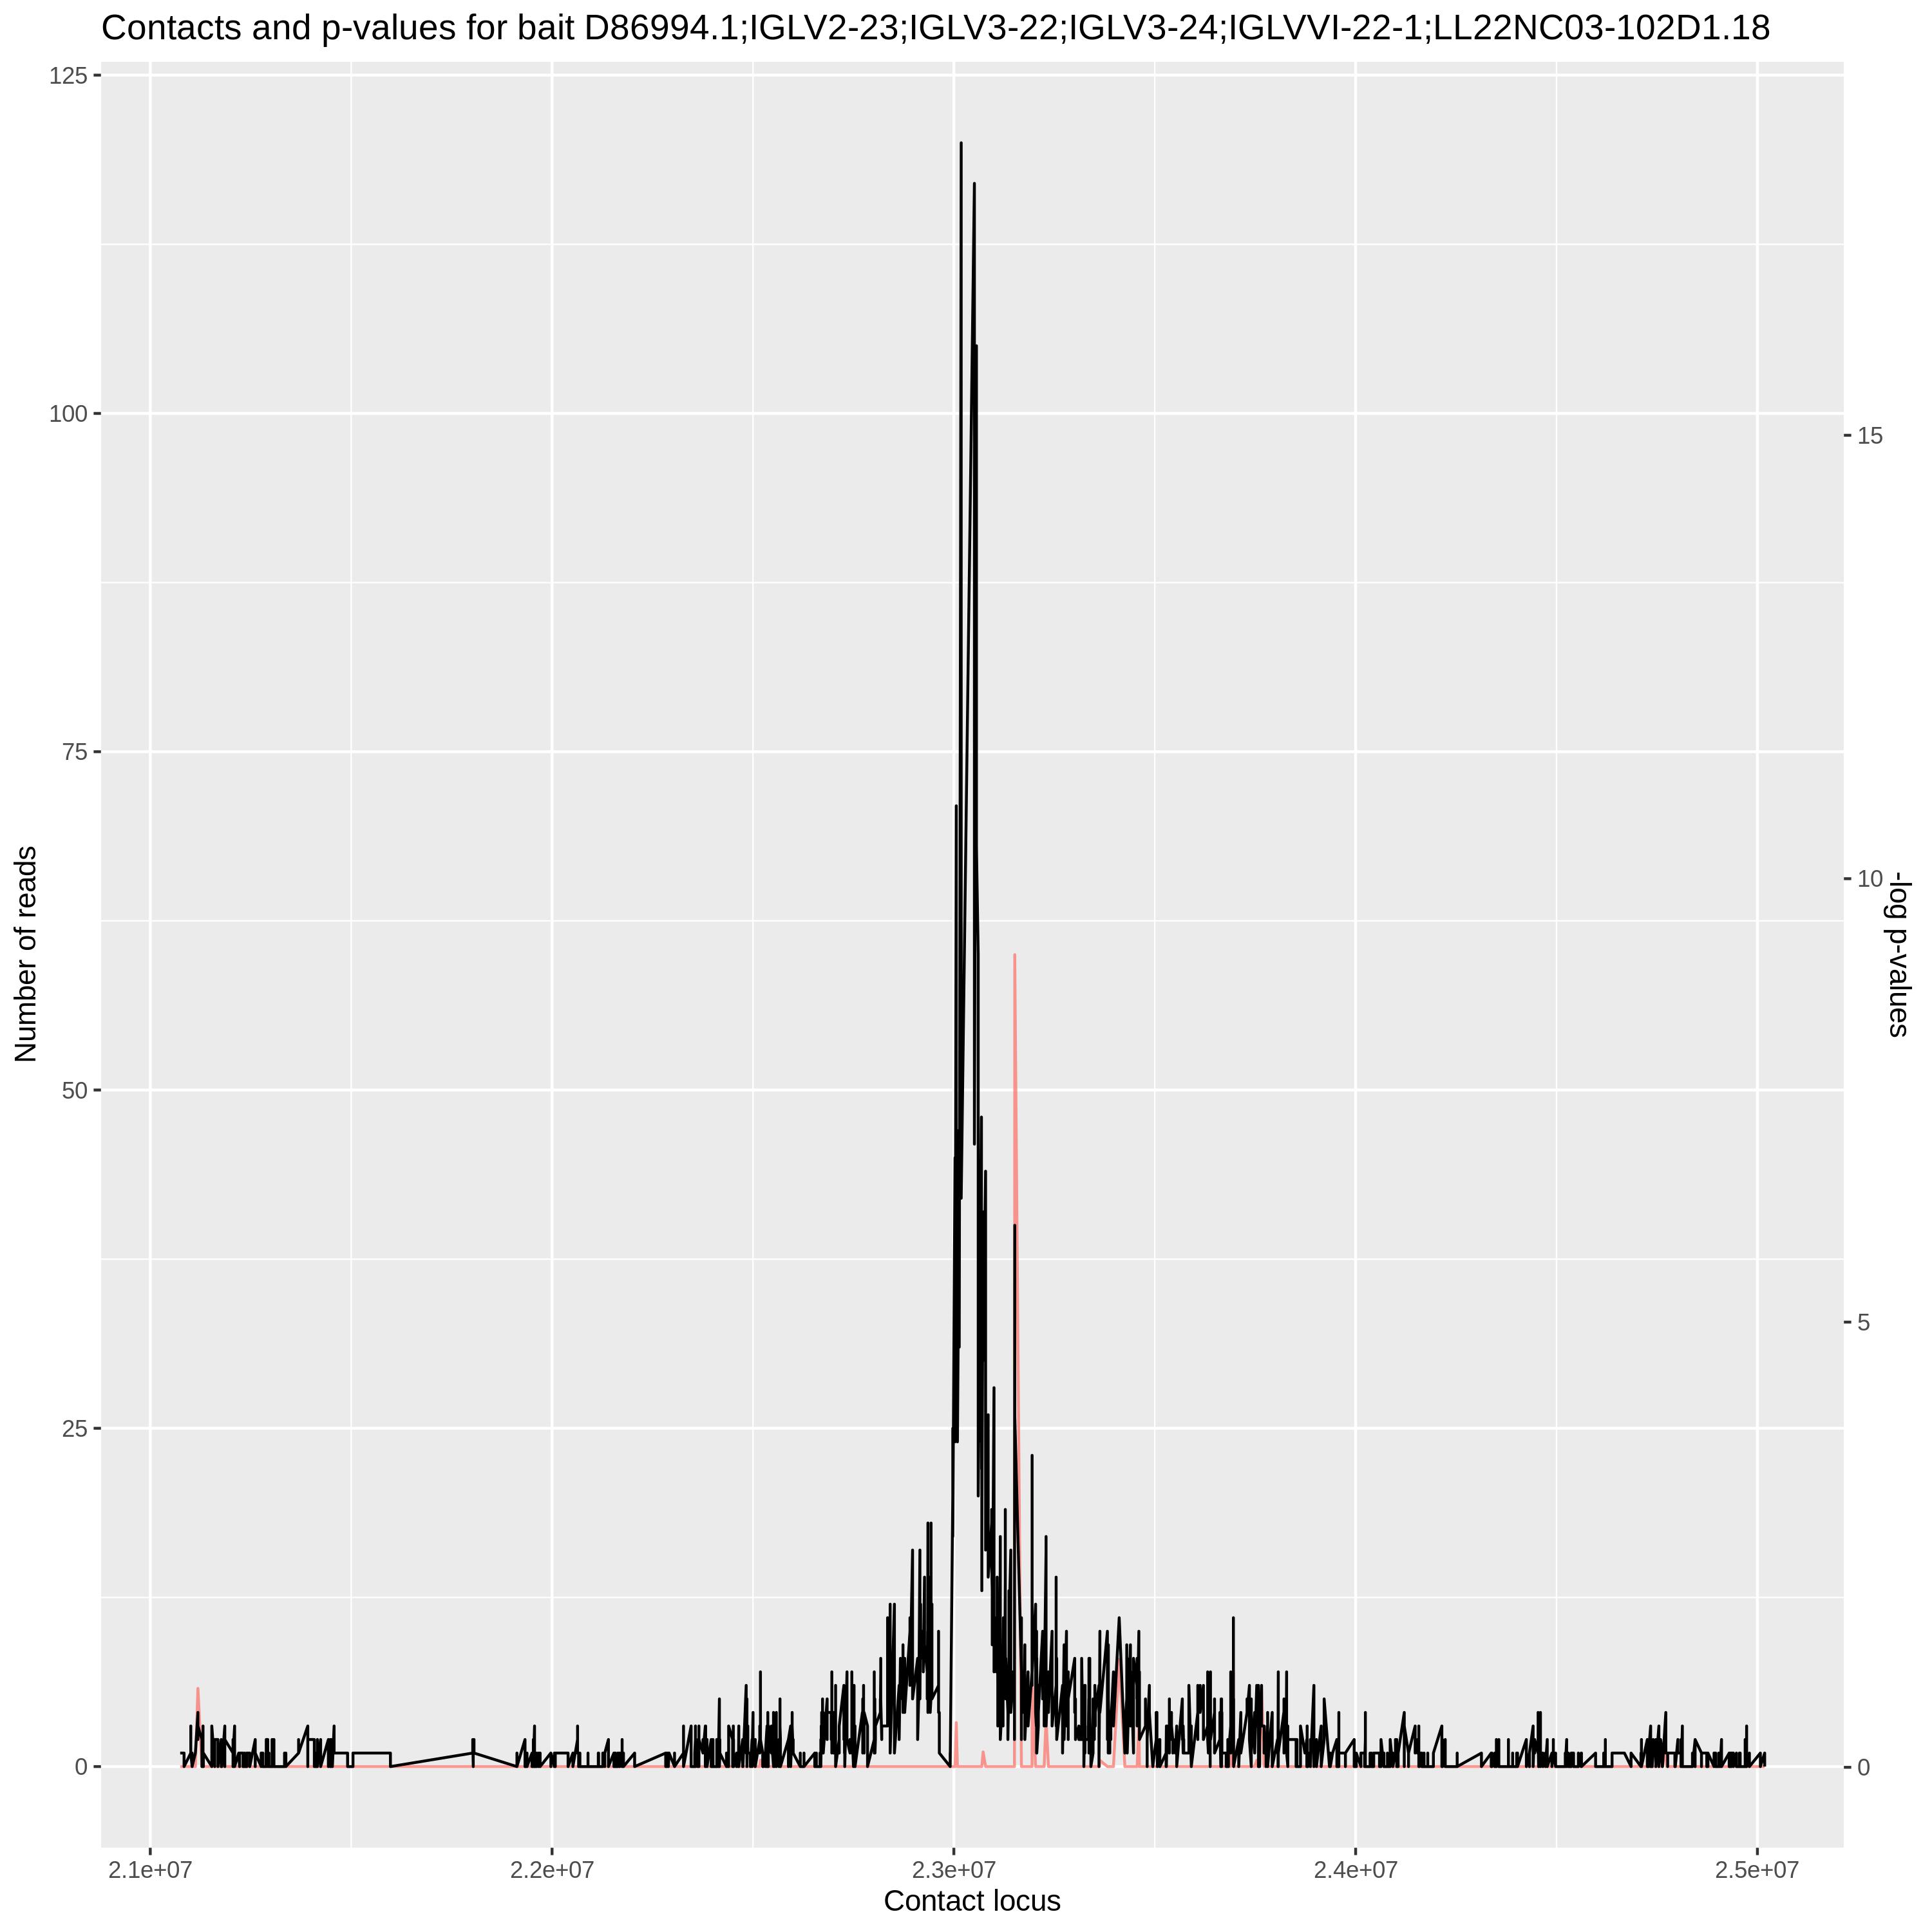 Contacts and p-values for bait D86994.1;IGLV2-23;IGLV3-22;IGLV3-24;IGLVVI-22-1;LL22NC03-102D1.18
125
100
75
50
25
0
Number of reads
15
10
5
0
-log p-values
2.1e+07
2.2e+07
2.3e+07
2.4e+07
2.5e+07
Contact locus